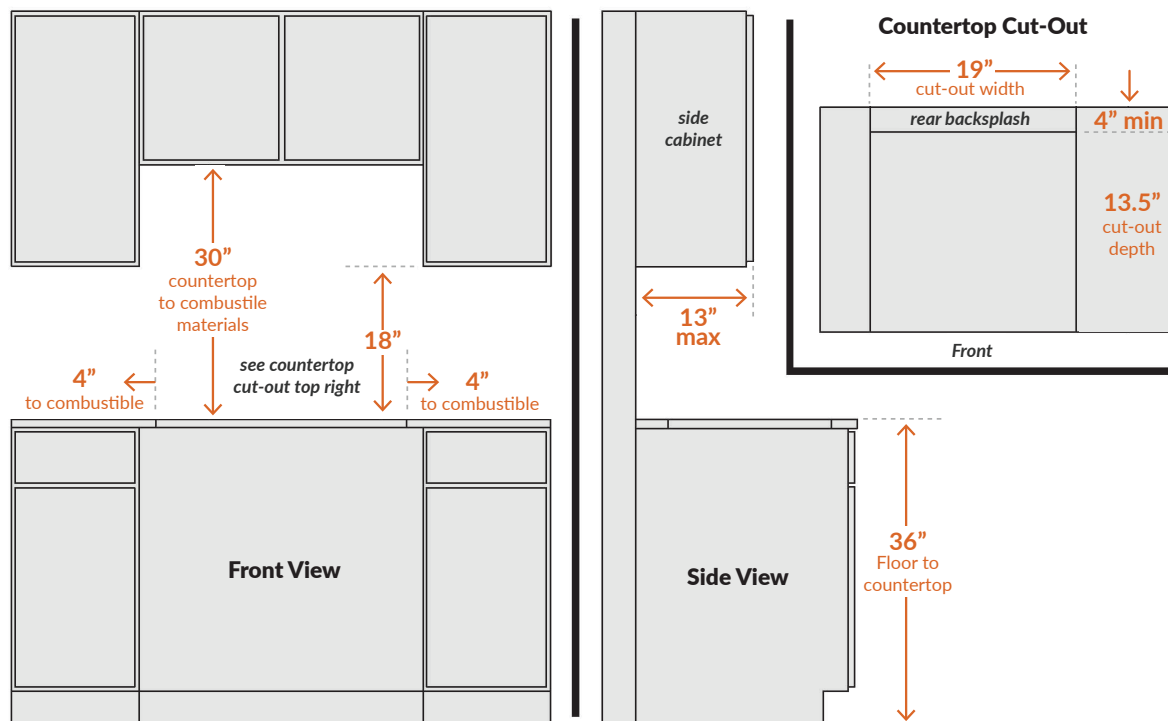 30”
countertop
to combustile
materials
18”
see countertop
cut-out top right
4”
to combustible
4”
to combustible
Front View
side
cabinet
13”
max
36”
Floor to
countertop
Side View
Countertop Cut-Out
19”
cut-out width
rear backsplash
4” min
13.5”
cut-out
depth
Front